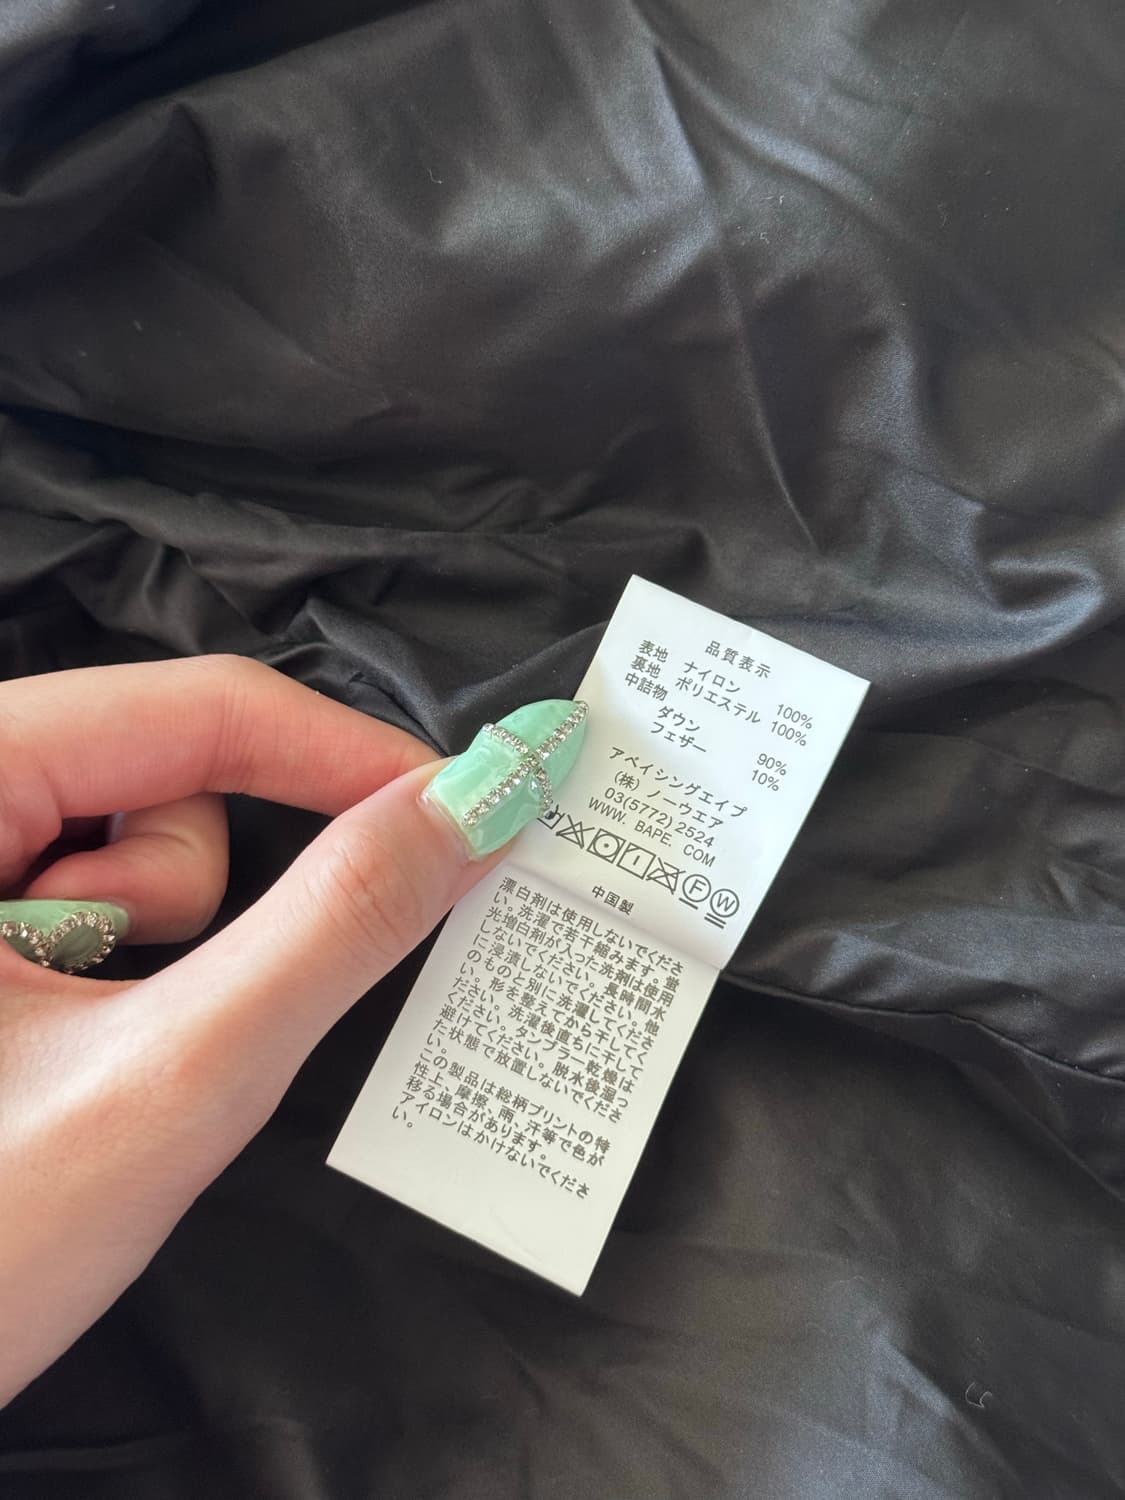 品質表示
表地 ナイロン 100%
裏地 ポリエステル 100%
中詰物
ダウン 90%
フェザー 10%
アベイシングエイプ
(株) ノーウエア
03(5772) 2524
WWW. BAPE. COM
F W
中国製
漂白剤は使用しないでくださ
い。洗濯で若干縮みます。蛍
光増白剤が入った洗剤は使用
しないでください。長時間水
に浸漬しないでください。他
のものと別に洗濯してくださ
い。形を整えてから干してく
ださい。洗濯後直ちに干して
ください。タンブラー乾燥は
避けてください。脱水後湿っ
た状態で放置しないでくださ
い。
この製品は総柄プリントの特
性上、摩擦、雨、汗等で色が
移る場合があります。
アイロンはかけないでくださ
い。